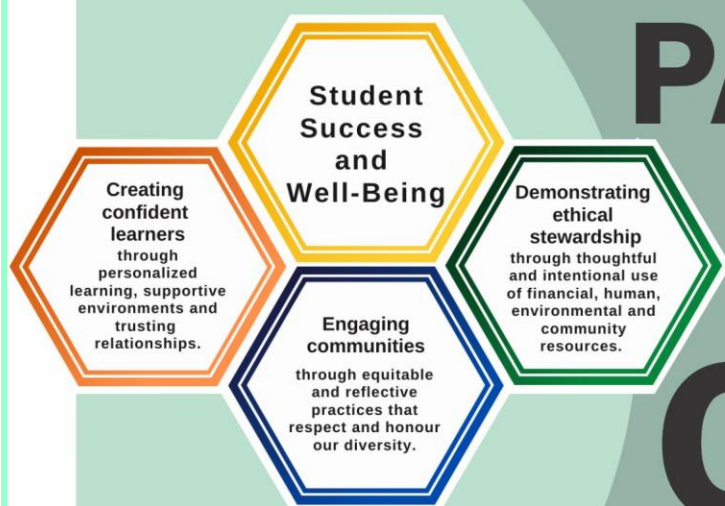 Student
Success
and
Well-Being
Creating
confident
learners
through
personalized
learning, supportive
environments and
trusting
relationships.
Engaging
communities
through equitable
and reflective
practices that
respect and honour
our diversity.
Demonstrating
ethical
stewardship
through thoughtful
and intentional use
of financial, human,
environmental and
community
resources.